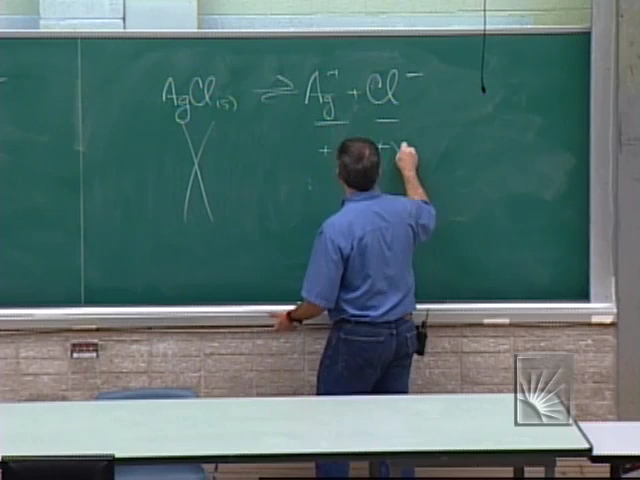 AgCl(s) ⇌ Ag⁺ + Cl⁻
X + +x